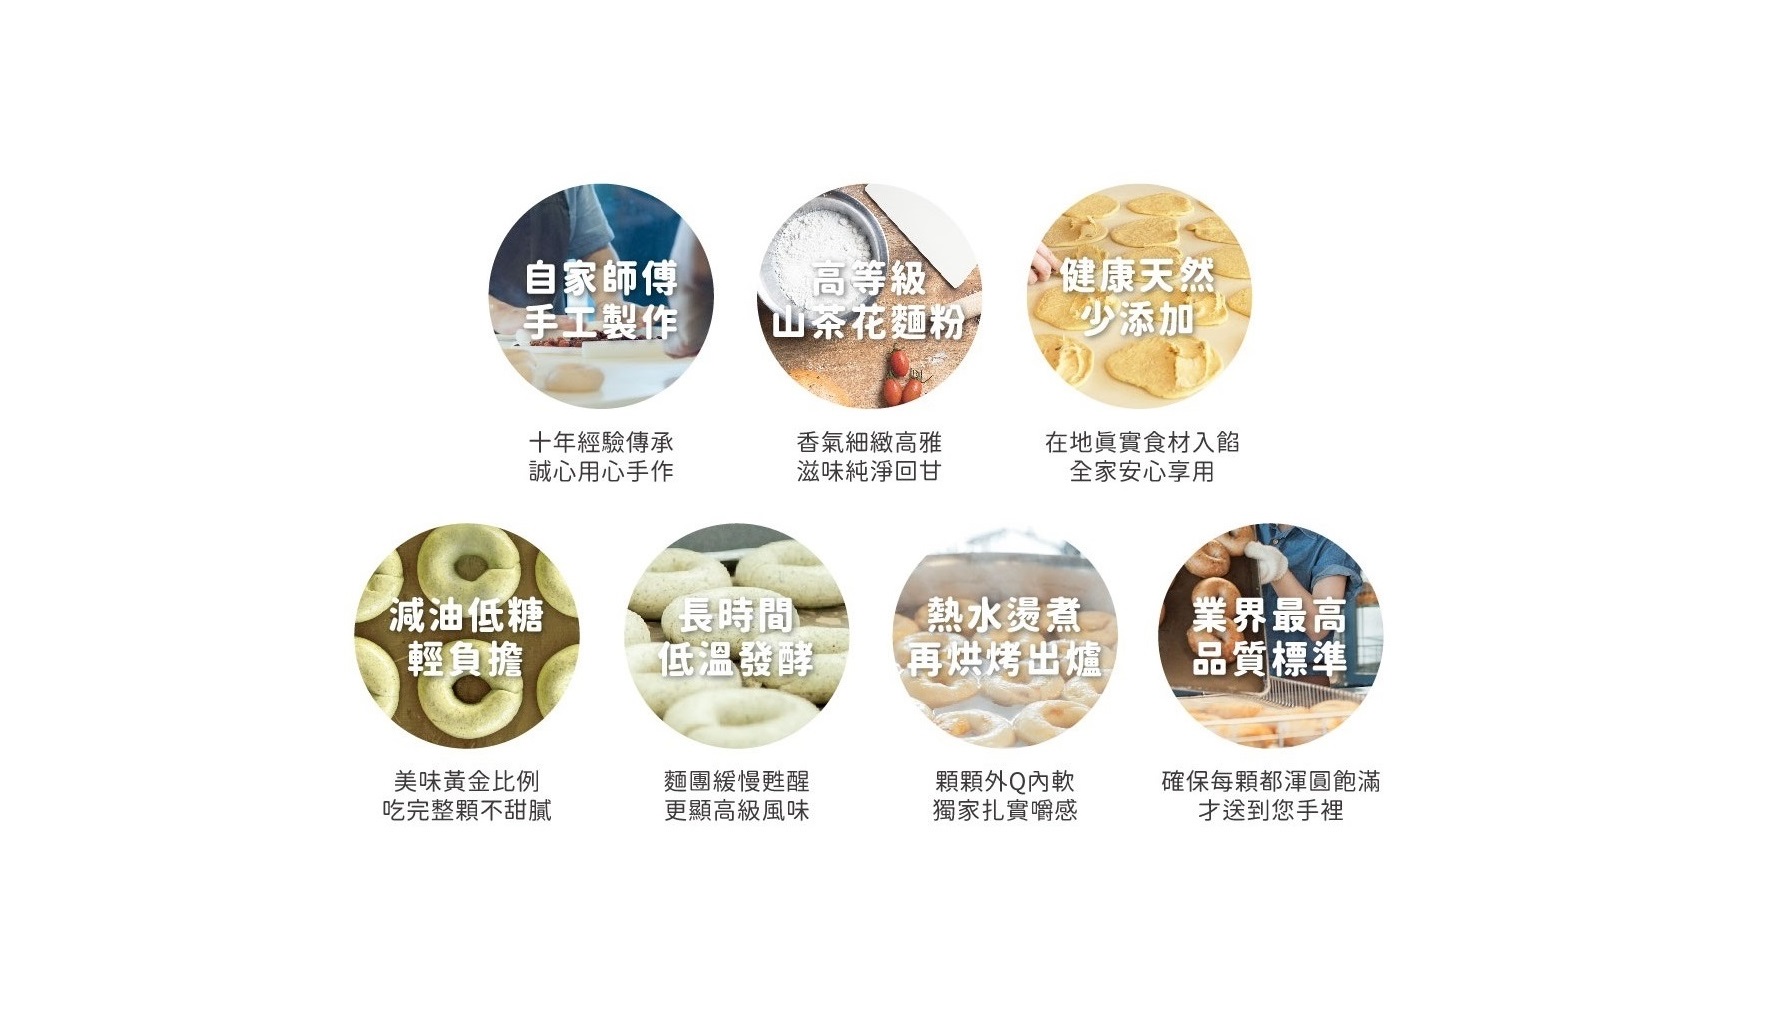 自家師傅
手工製作
十年經驗傳承
誠心用心手作
高等級
山茶花麵粉
香氣細緻高雅
滋味純淨回甘
健康天然
少添加
在地真實食材入餡
全家安心享用
減油低糖
輕負擔
美味黃金比例
吃完整顆不甜膩
長時間
低溫發酵
麵團緩慢甦醒
更顯高級風味
熱水燙煮
再烘烤出爐
顆顆外Q內軟
獨家扎實嚼感
業界最高
品質標準
確保每顆都渾圓飽滿
才送到您手裡